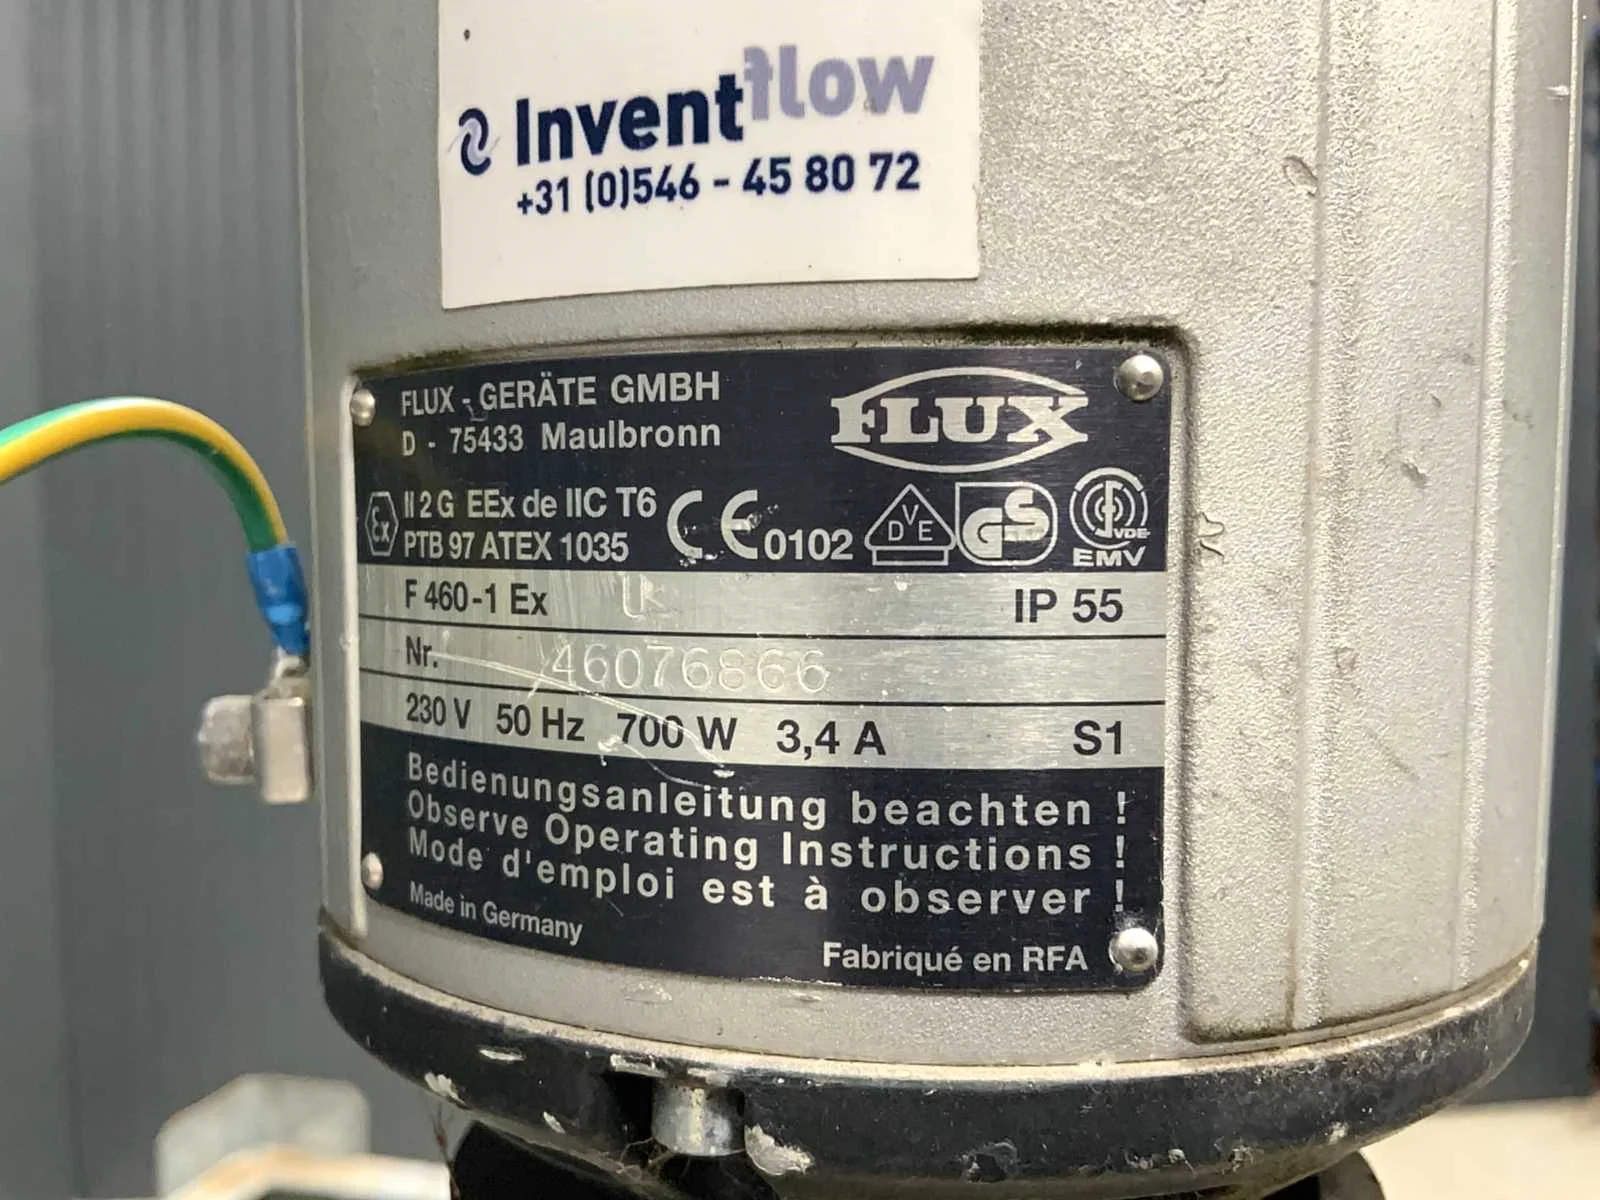 Inventflow
+31 (0)546 - 45 80 72
FLUX - GERÄTE GMBH
D - 75433 Maulbronn
FLUX
Ex II 2 G EEx de IIC T6
PTB 97 ATEX 1035
CE 0102
VDE
GS
VDE
EMV
F 460-1 Ex
IP 55
Nr. 46076866
230 V 50 Hz 700 W 3,4 A S1
Bedienungsanleitung beachten !
Observe Operating Instructions !
Mode d'emploi est à observer !
Made in Germany
Fabriqué en RFA